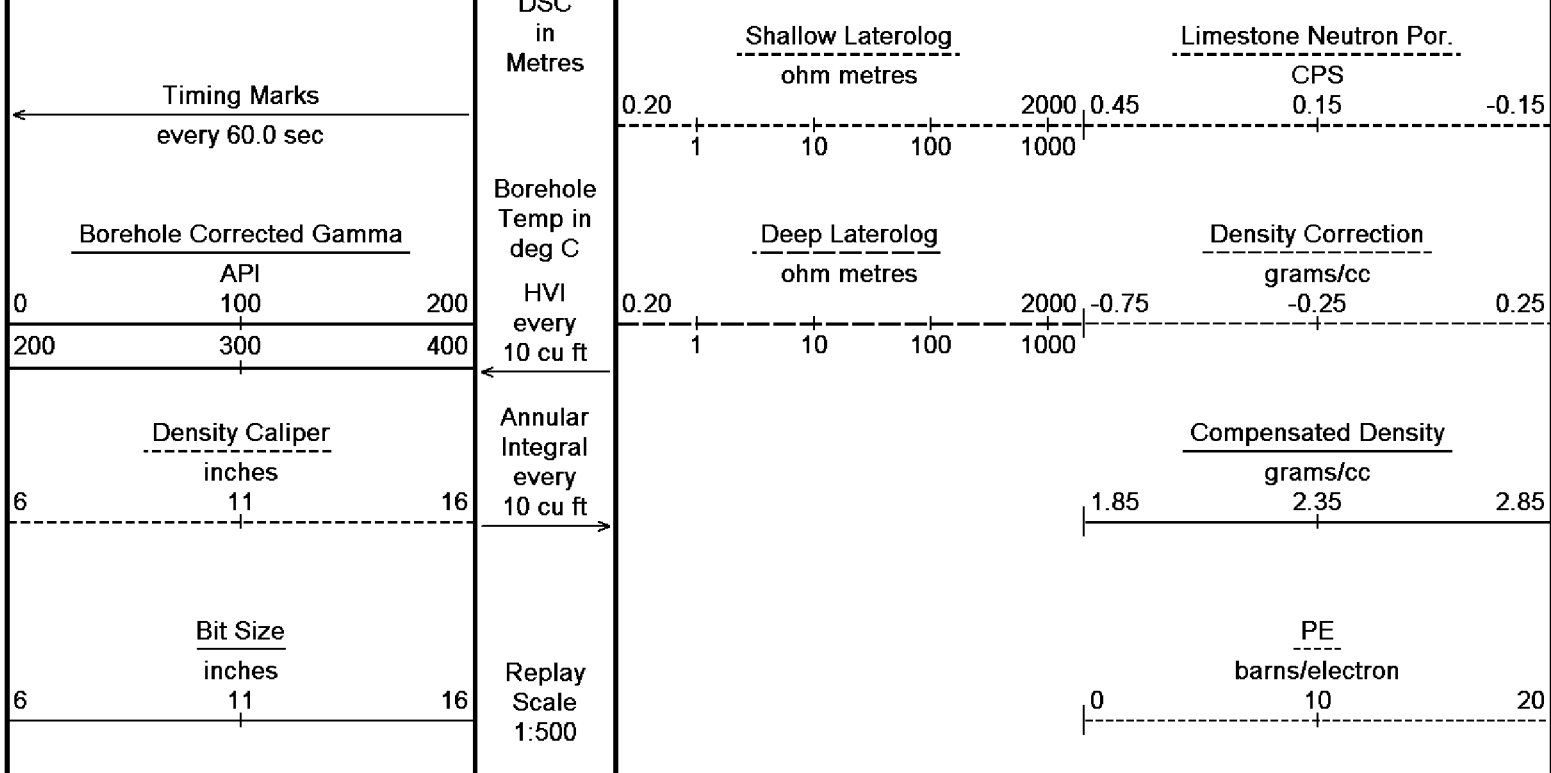 Timing Marks
every 60.0 sec
Borehole Corrected Gamma
API
0 100 200
200 300 400
Density Caliper
inches
6 11 16
Bit Size
inches
6 11 16
DSC
in
Metres
Borehole
Temp in
deg C
HVI
every
10 cu ft
Annular
Integral
every
10 cu ft
Replay
Scale
1:500
Shallow Laterolog
ohm metres
0.20 2000
1 10 100 1000
Deep Laterolog
ohm metres
0.20 2000
1 10 100 1000
Limestone Neutron Por.
CPS
0.45 0.15 -0.15
Density Correction
grams/cc
-0.75 -0.25 0.25
Compensated Density
grams/cc
1.85 2.35 2.85
PE
barns/electron
0 10 20